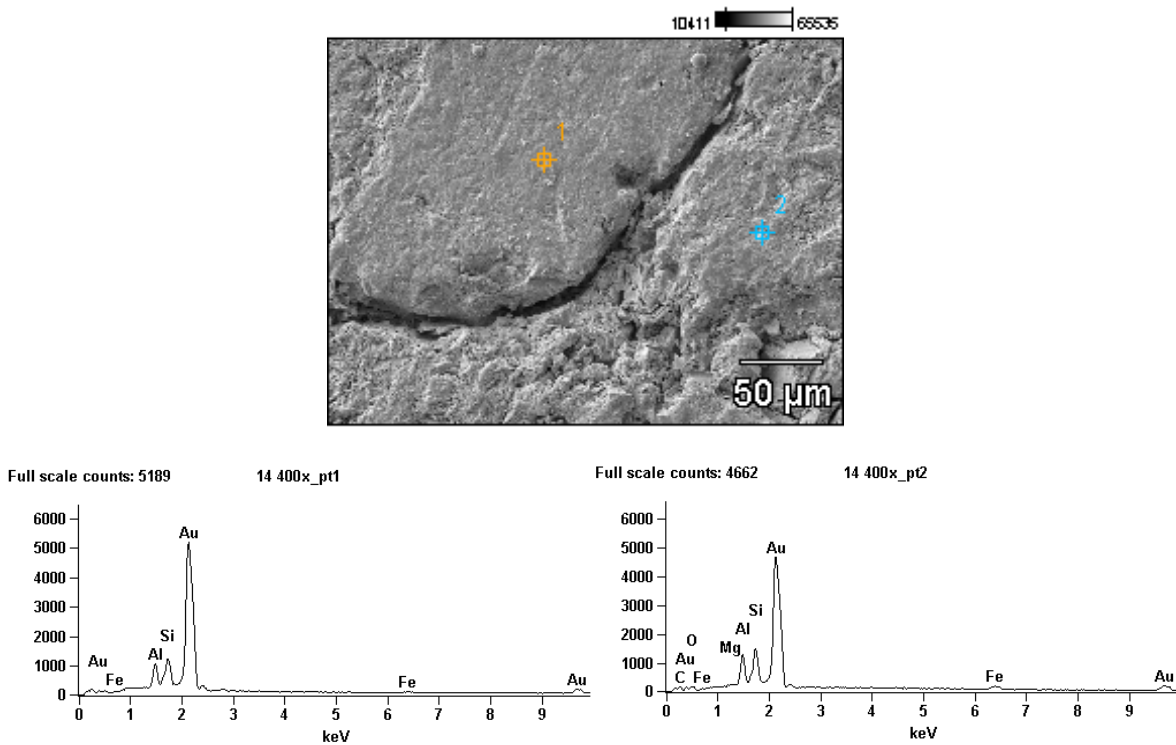 10411 65535
1
2
50 µm
Full scale counts: 5189 14 400x_pt1
6000
5000
4000
3000
2000
1000
0
Au
Si
Al
Au
Fe
Fe
Au
0 1 2 3 4 5 6 7 8 9
keV
Full scale counts: 4662 14 400x_pt2
6000
5000
4000
3000
2000
1000
0
Au
Si
Al
O
Mg
Au
C
Fe
Fe
Au
0 1 2 3 4 5 6 7 8 9
keV